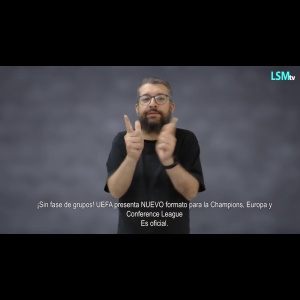 LSMtv
¡Sin fase de grupos! UEFA presenta NUEVO formato para la Champions, Europa y
Conference League
Es oficial.